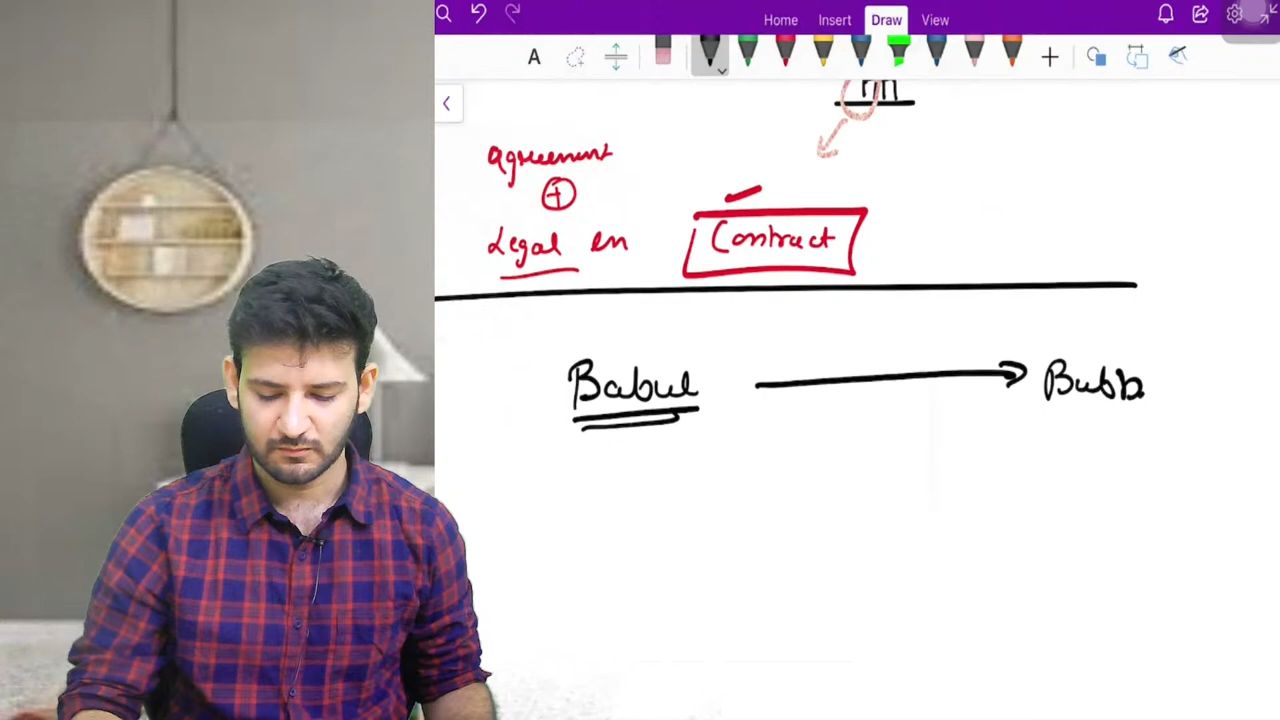 Home Insert Draw View
A
agreement
+
Legal en Contract
Babul Bubb